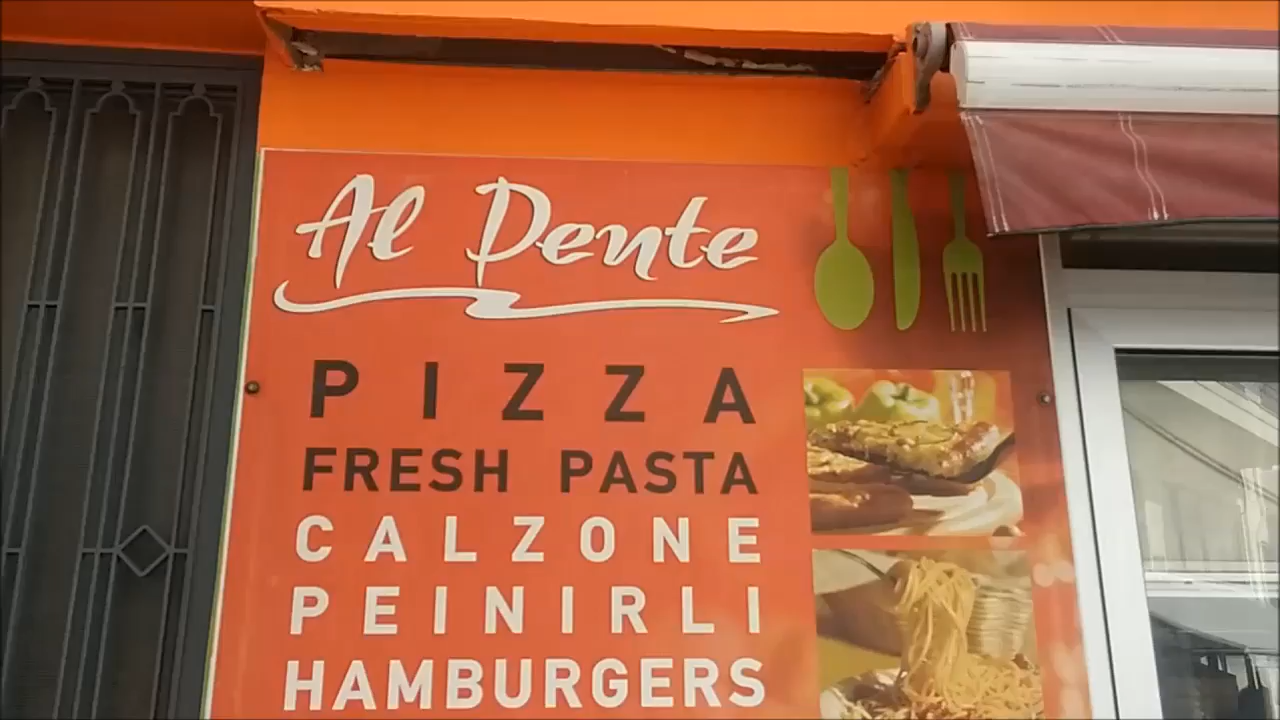 Al Dente
PIZZA
FRESH PASTA
CALZONE
PEINIRLI
HAMBURGERS